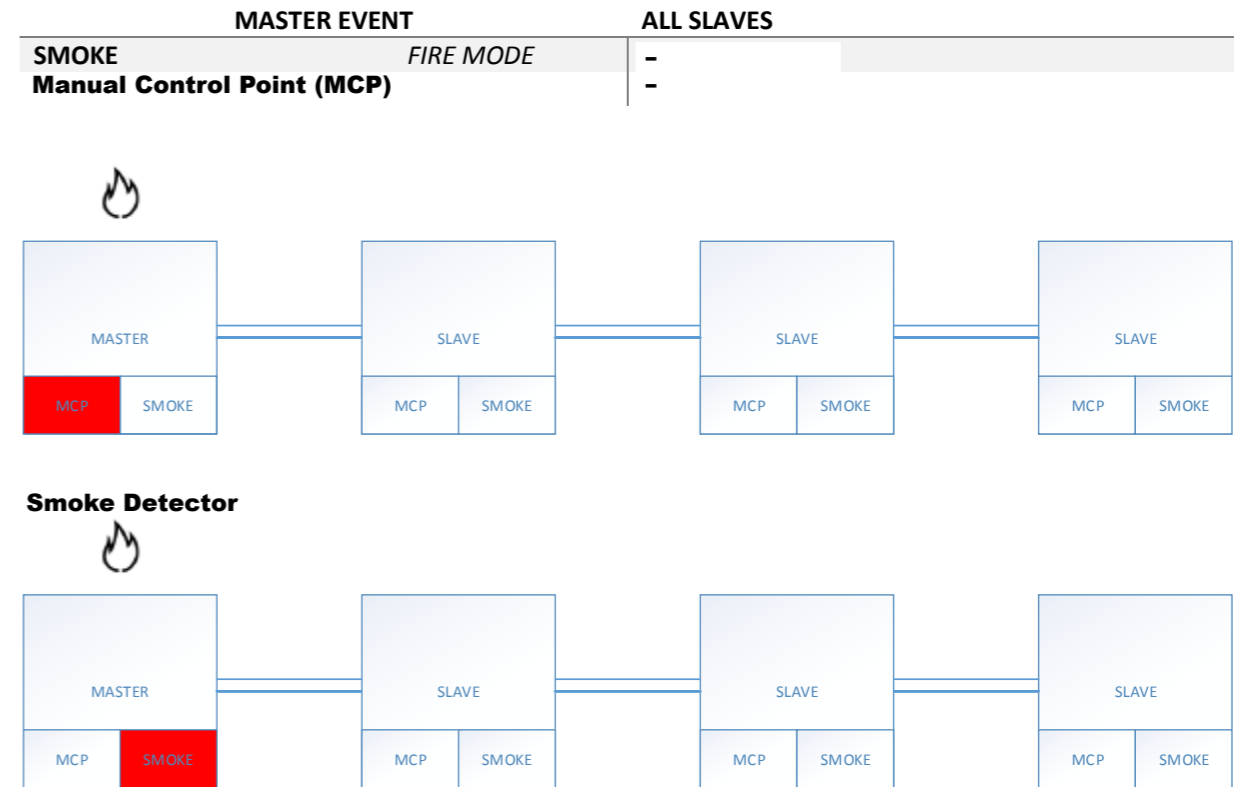 MASTER EVENT ALL SLAVES
SMOKE FIRE MODE -
Manual Control Point (MCP) -
MASTER SLAVE SLAVE SLAVE
MCP SMOKE MCP SMOKE MCP SMOKE MCP SMOKE
Smoke Detector
MASTER SLAVE SLAVE SLAVE
MCP SMOKE MCP SMOKE MCP SMOKE MCP SMOKE